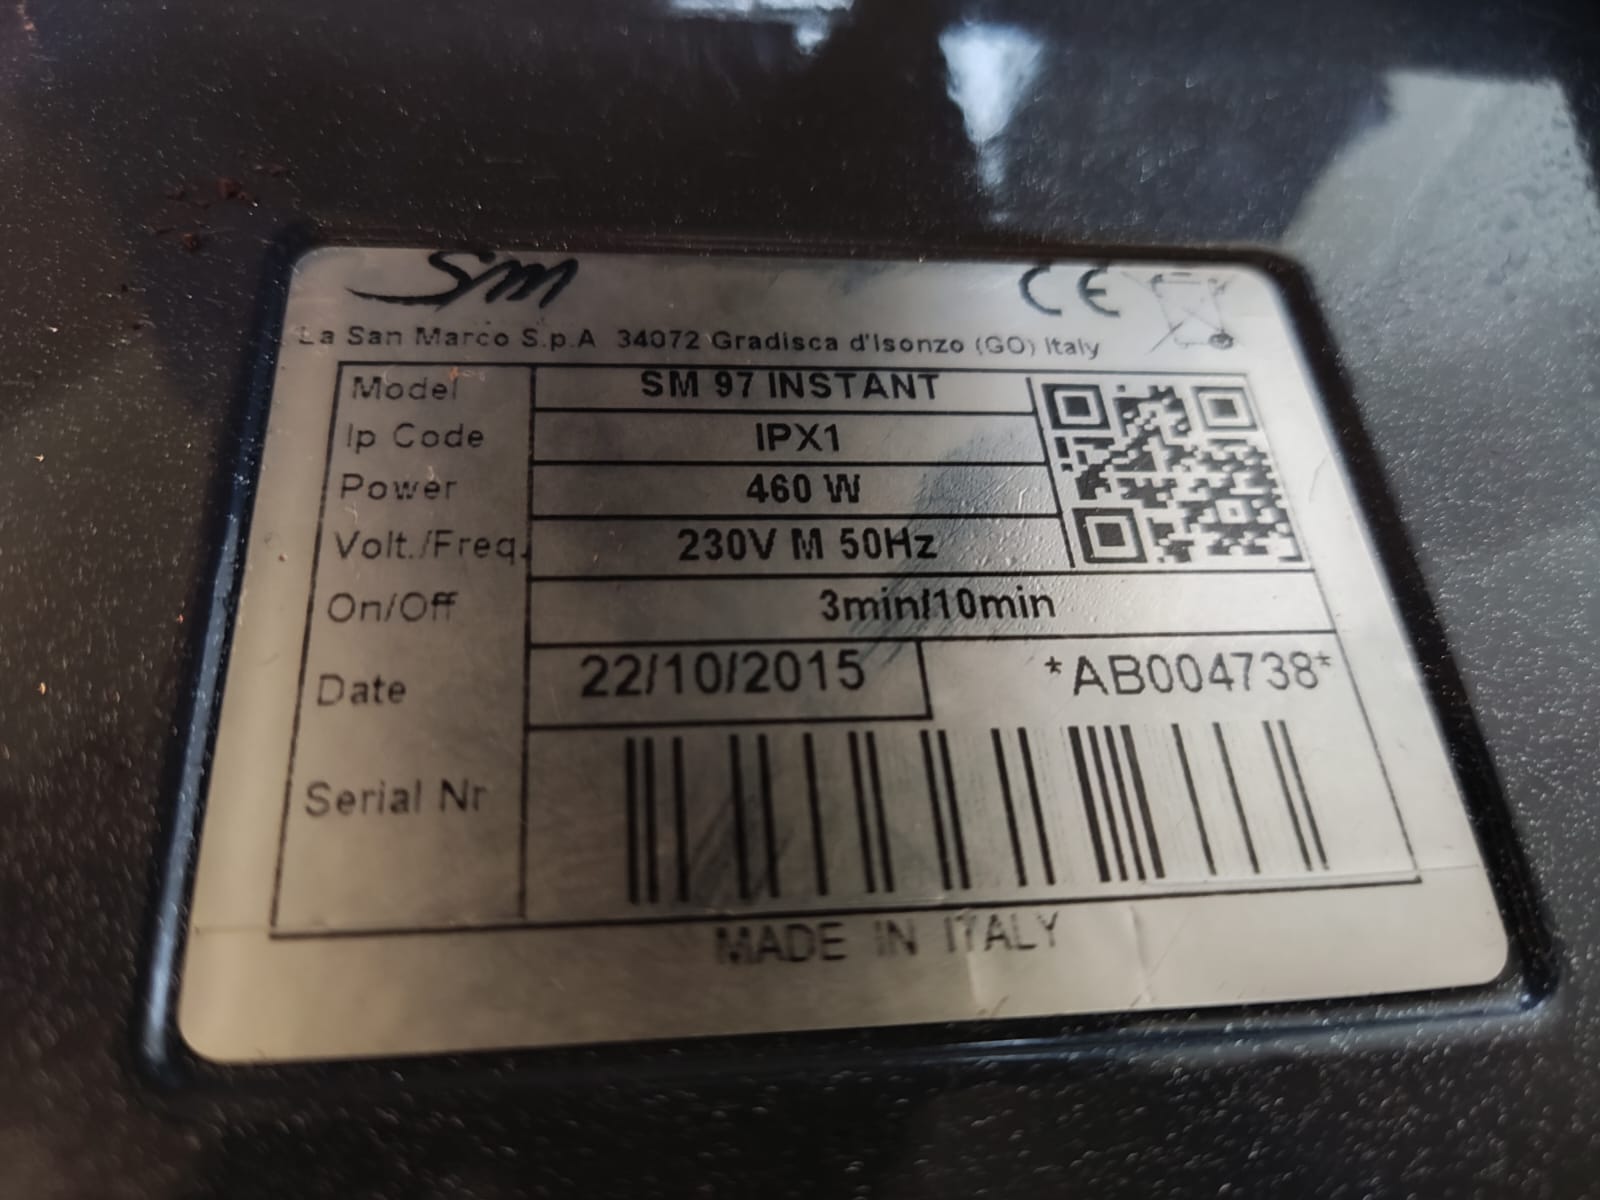 SM
CE
La San Marco S.p.A 34072 Gradisca d'Isonzo (GO) Italy
Model SM 97 INSTANT
Ip Code IPX1
Power 460 W
Volt./Freq. 230V M 50Hz
On/Off 3min/10min
Date 22/10/2015 *AB004738*
Serial Nr
MADE IN ITALY